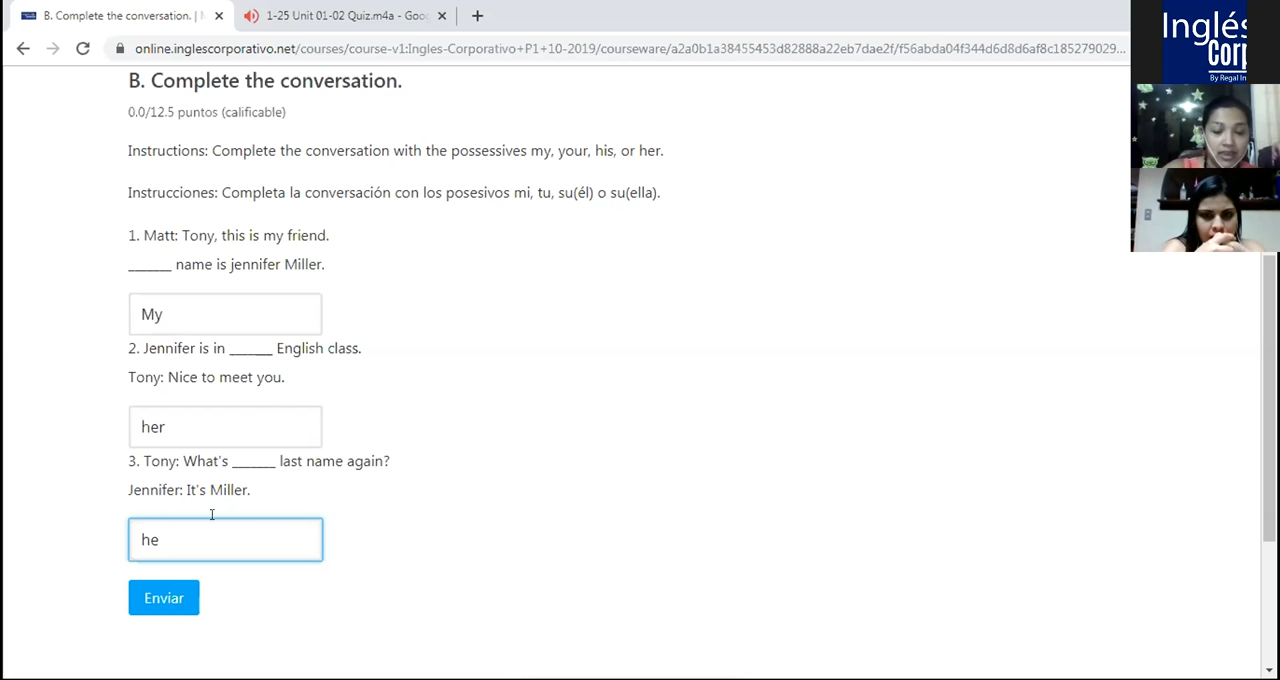 B. Complete the conversation. |
1-25 Unit 01-02 Quiz.m4a - Goo
online.inglescorporativo.net/courses/course-v1:Ingles-Corporativo+P1+10-2019/courseware/a2a0b1a38455453d82888a22eb7dae2f/f56abda04f344d6d8d6af8c185279029...
Inglés
Corp
By Regal In
B. Complete the conversation.
0.0/12.5 puntos (calificable)
Instructions: Complete the conversation with the possessives my, your, his, or her.
Instrucciones: Completa la conversación con los posesivos mi, tu, su(él) o su(ella).
1. Matt: Tony, this is my friend.
______ name is jennifer Miller.
My
2. Jennifer is in ______ English class.
Tony: Nice to meet you.
her
3. Tony: What's ______ last name again?
Jennifer: It's Miller.
he
Enviar